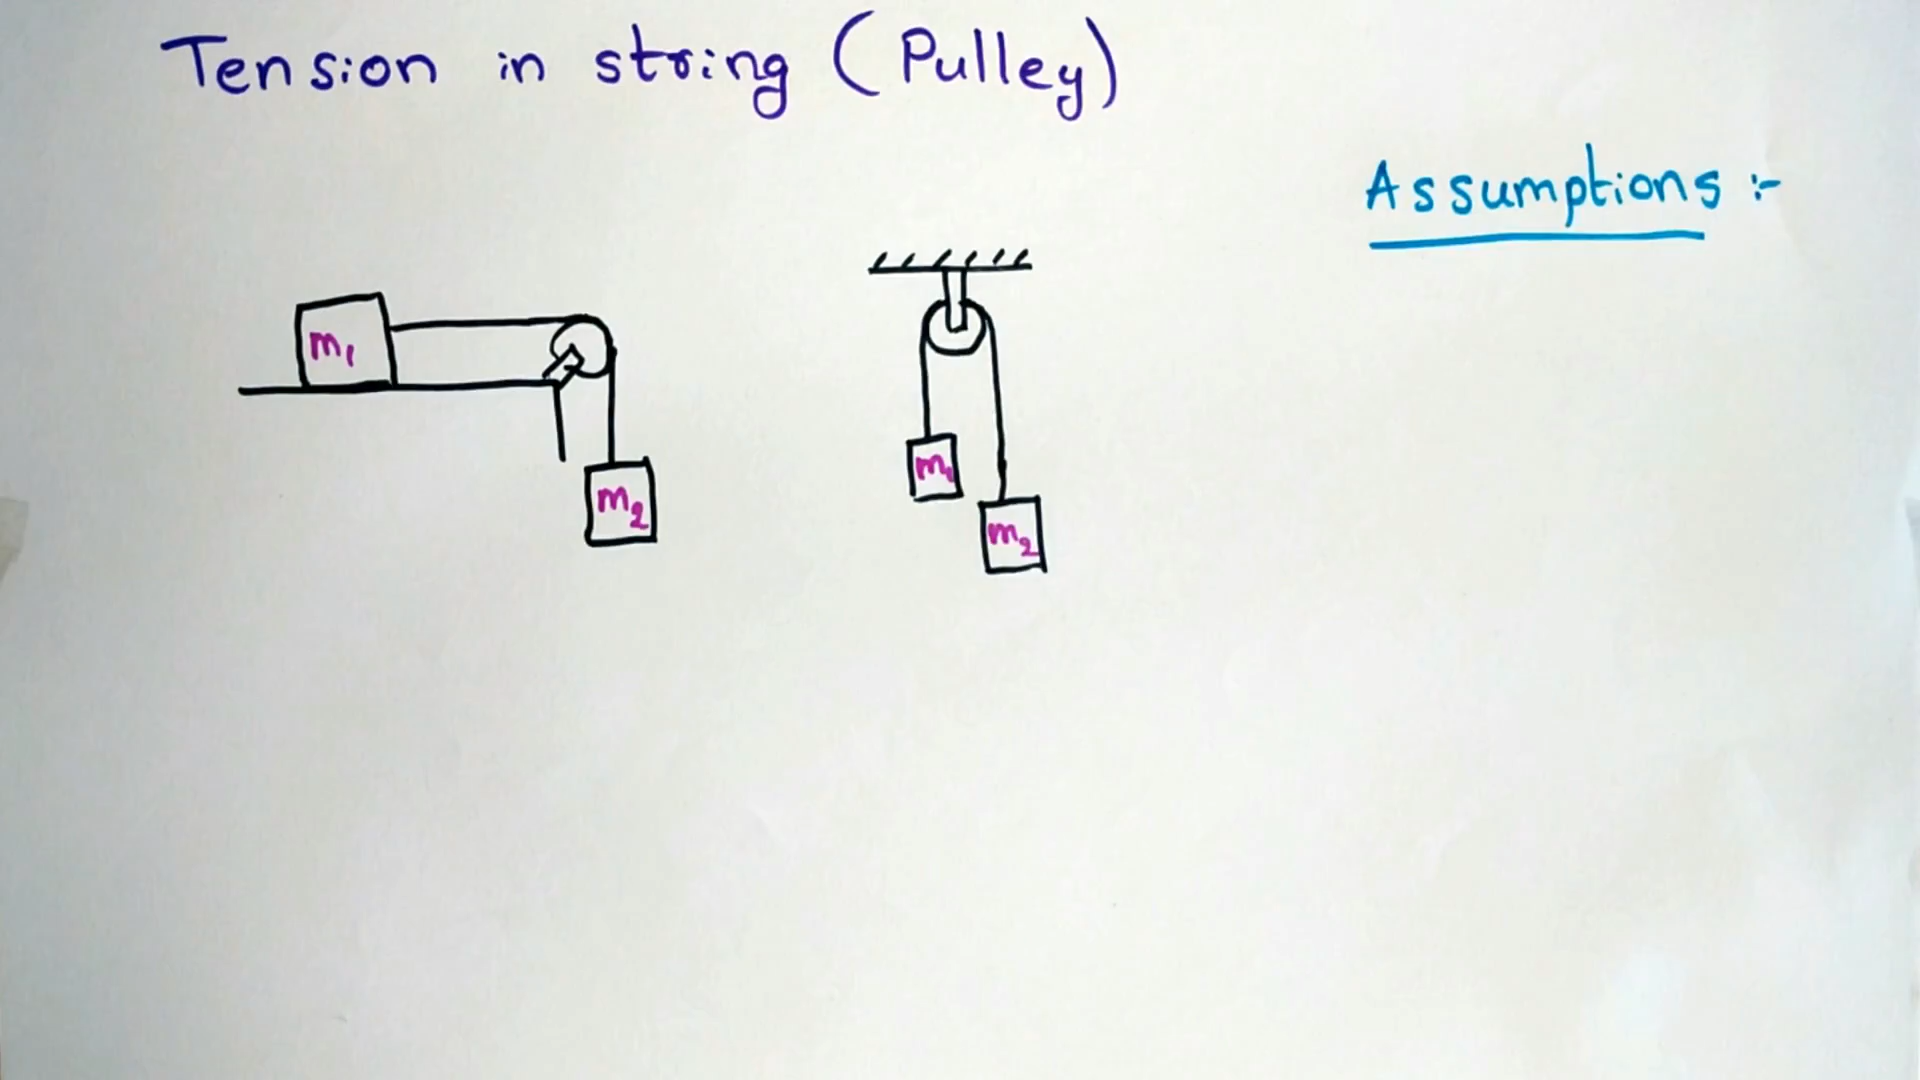 Tension in string (Pulley)
Assumptions :-
m₁
m₂
m₁
m₂